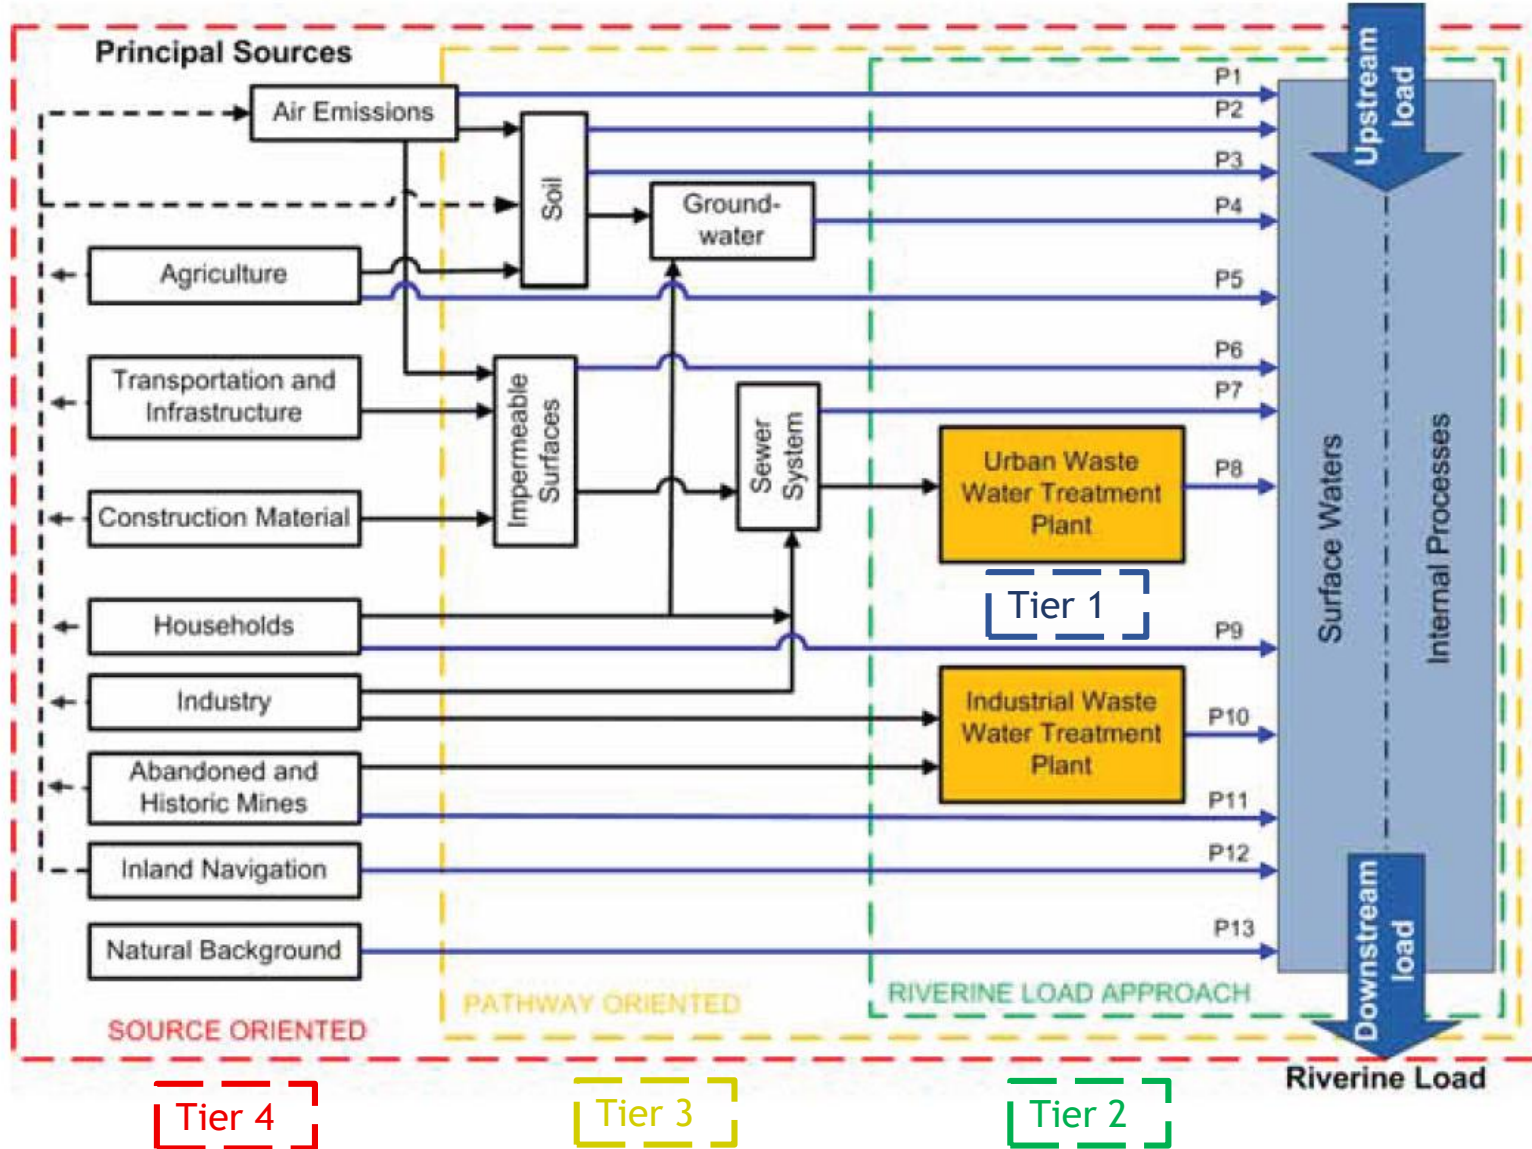 Principal Sources
Air Emissions
Agriculture
Transportation and
Infrastructure
Construction Material
Households
Industry
Abandoned and
Historic Mines
Inland Navigation
Natural Background
SOURCE ORIENTED
Soil
Ground-
water
Impermeable
Surfaces
Sewer
System
PATHWAY ORIENTED
Urban Waste
Water Treatment
Plant
Tier 1
Industrial Waste
Water Treatment
Plant
RIVERINE LOAD APPROACH
P1
P2
P3
P4
P5
P6
P7
P8
P9
P10
P11
P12
P13
Upstream
load
Surface Waters
Internal Processes
Downstream
load
Riverine Load
Tier 4
Tier 3
Tier 2